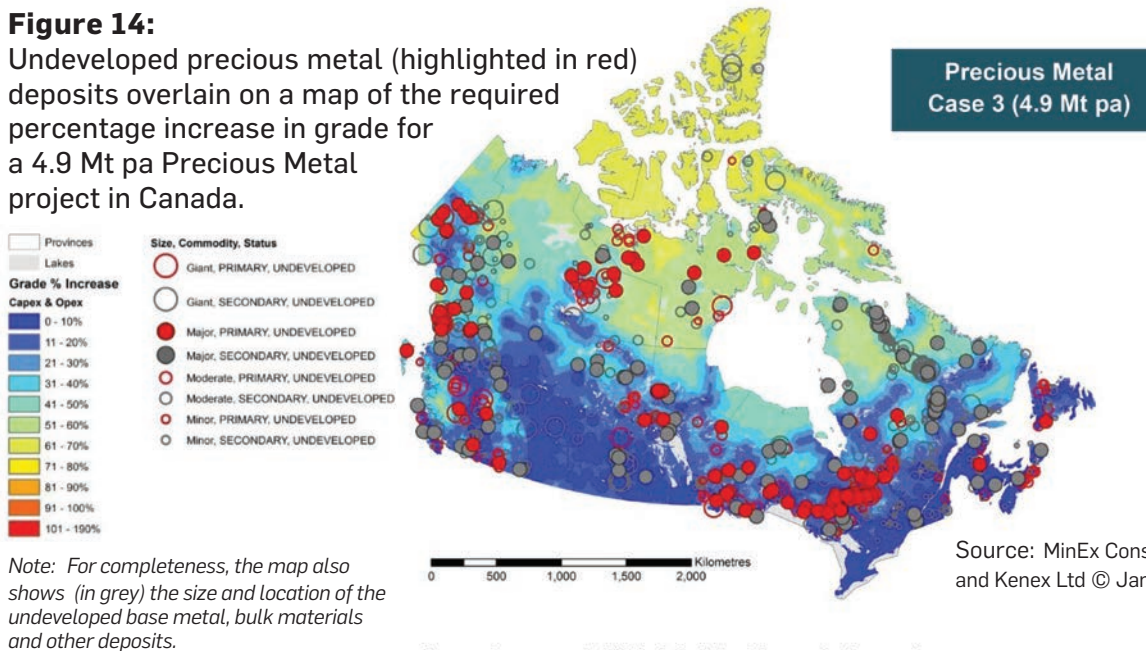 Figure 14:
Undeveloped precious metal (highlighted in red)
deposits overlain on a map of the required
percentage increase in grade for
a 4.9 Mt pa Precious Metal
project in Canada.
Precious Metal
Case 3 (4.9 Mt pa)
Provinces
Lakes
Grade % Increase
Capex & Opex
0 - 10%
11 - 20%
21 - 30%
31 - 40%
41 - 50%
51 - 60%
61 - 70%
71 - 80%
81 - 90%
91 - 100%
101 - 190%
Size, Commodity, Status
Giant, PRIMARY, UNDEVELOPED
Giant, SECONDARY, UNDEVELOPED
Major, PRIMARY, UNDEVELOPED
Major, SECONDARY, UNDEVELOPED
Moderate, PRIMARY, UNDEVELOPED
Moderate, SECONDARY, UNDEVELOPED
Minor, PRIMARY, UNDEVELOPED
Minor, SECONDARY, UNDEVELOPED
Note: For completeness, the map also
shows (in grey) the size and location of the
undeveloped base metal, bulk materials
and other deposits.
Kilometres
0 500 1,000 1,500 2,000
Source: MinEx Cons
and Kenex Ltd © Jan